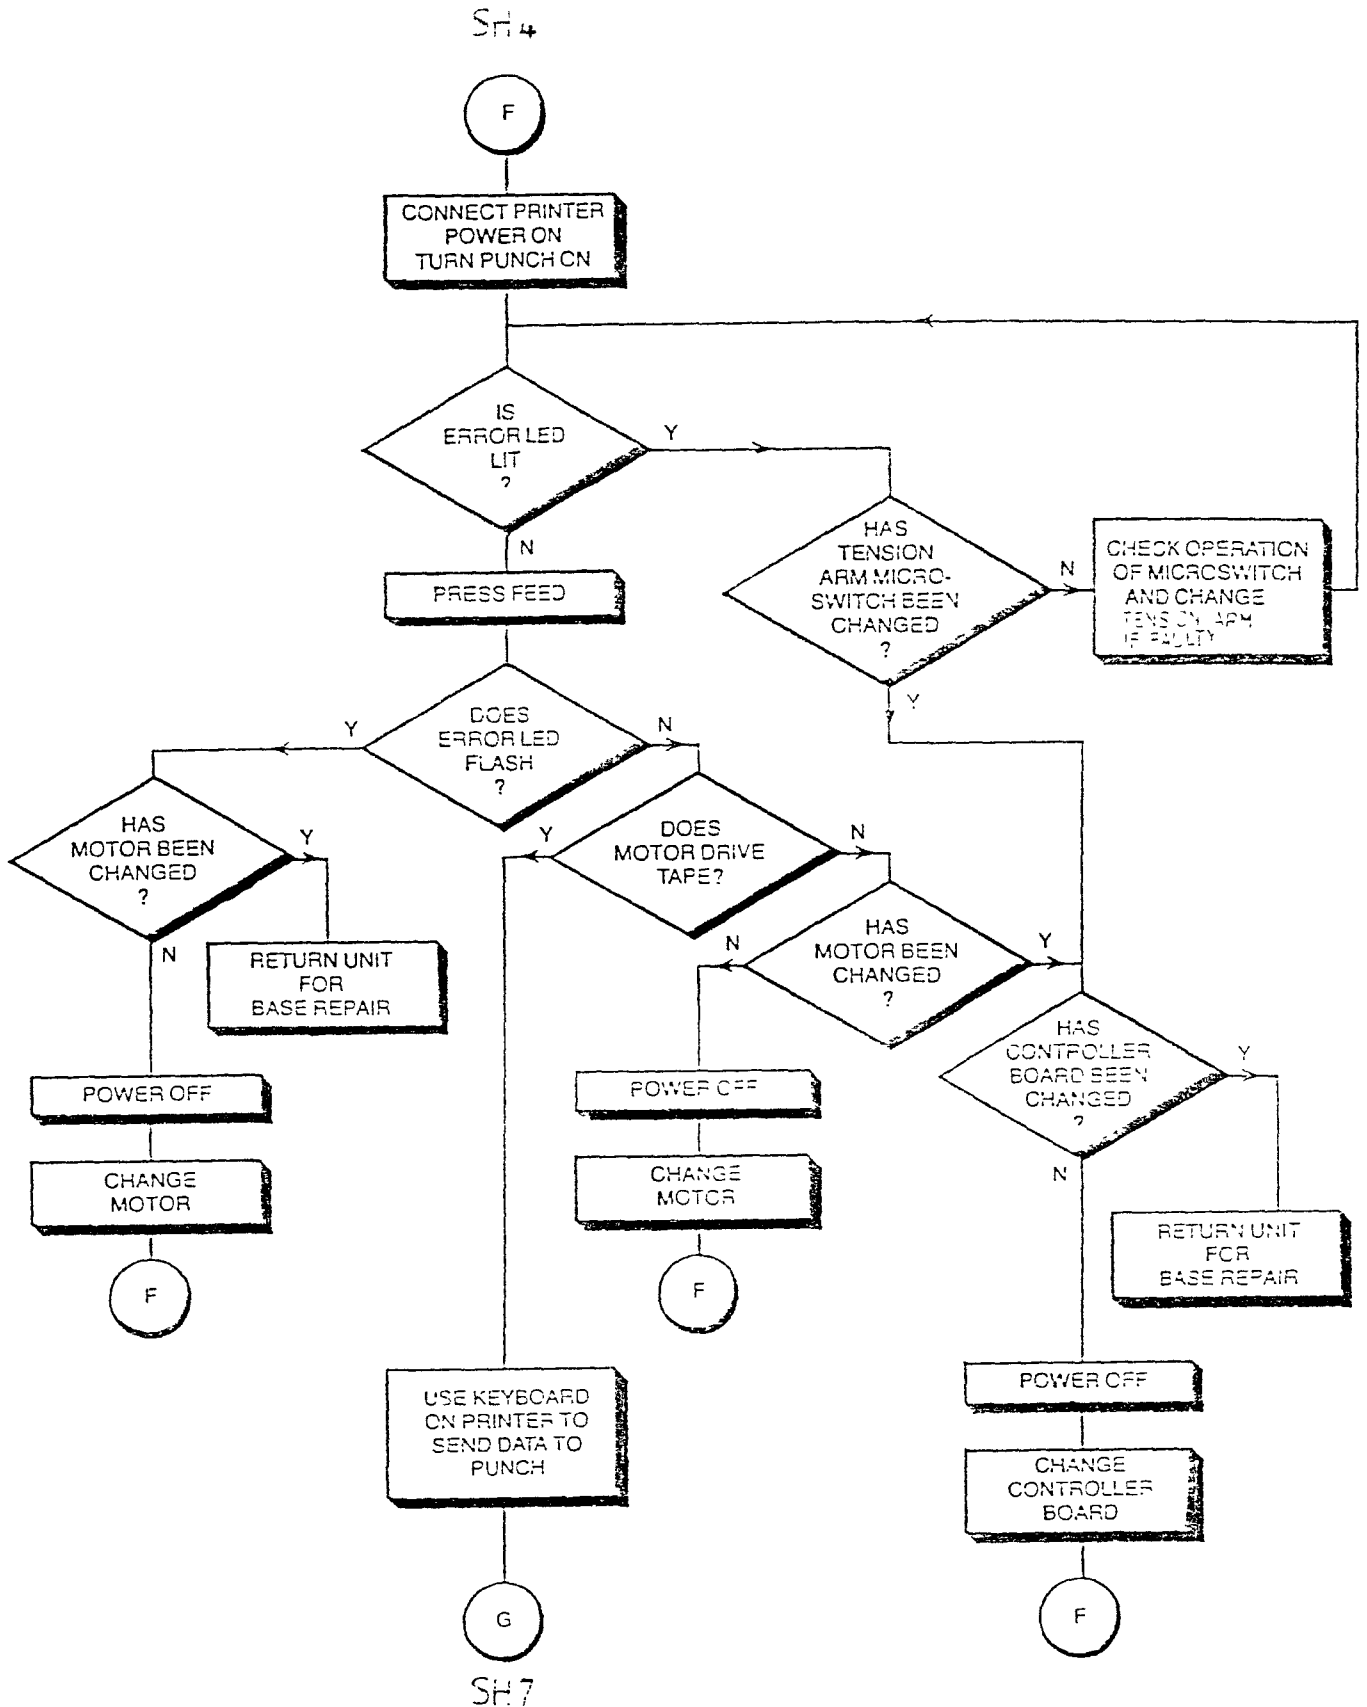 SH 4
F
CONNECT PRINTER
POWER ON
TURN PUNCH ON
IS
ERROR LED
LIT
?
Y
N
PRESS FEED
HAS
TENSION
ARM MICRO-
SWITCH BEEN
CHANGED
?
N
Y
CHECK OPERATION
OF MICROSWITCH
AND CHANGE
TENSION ARM
IF FAULTY
DOES
ERROR LED
FLASH
?
Y
N
HAS
MOTOR BEEN
CHANGED
?
Y
N
RETURN UNIT
FOR
BASE REPAIR
POWER OFF
CHANGE
MOTOR
F
DOES
MOTOR DRIVE
TAPE?
Y
N
USE KEYBOARD
ON PRINTER TO
SEND DATA TO
PUNCH
G
SH 7
HAS
MOTOR BEEN
CHANGED
?
N
Y
POWER OFF
CHANGE
MOTOR
F
HAS
CONTROLLER
BOARD BEEN
CHANGED
?
Y
N
RETURN UNIT
FOR
BASE REPAIR
POWER OFF
CHANGE
CONTROLLER
BOARD
F